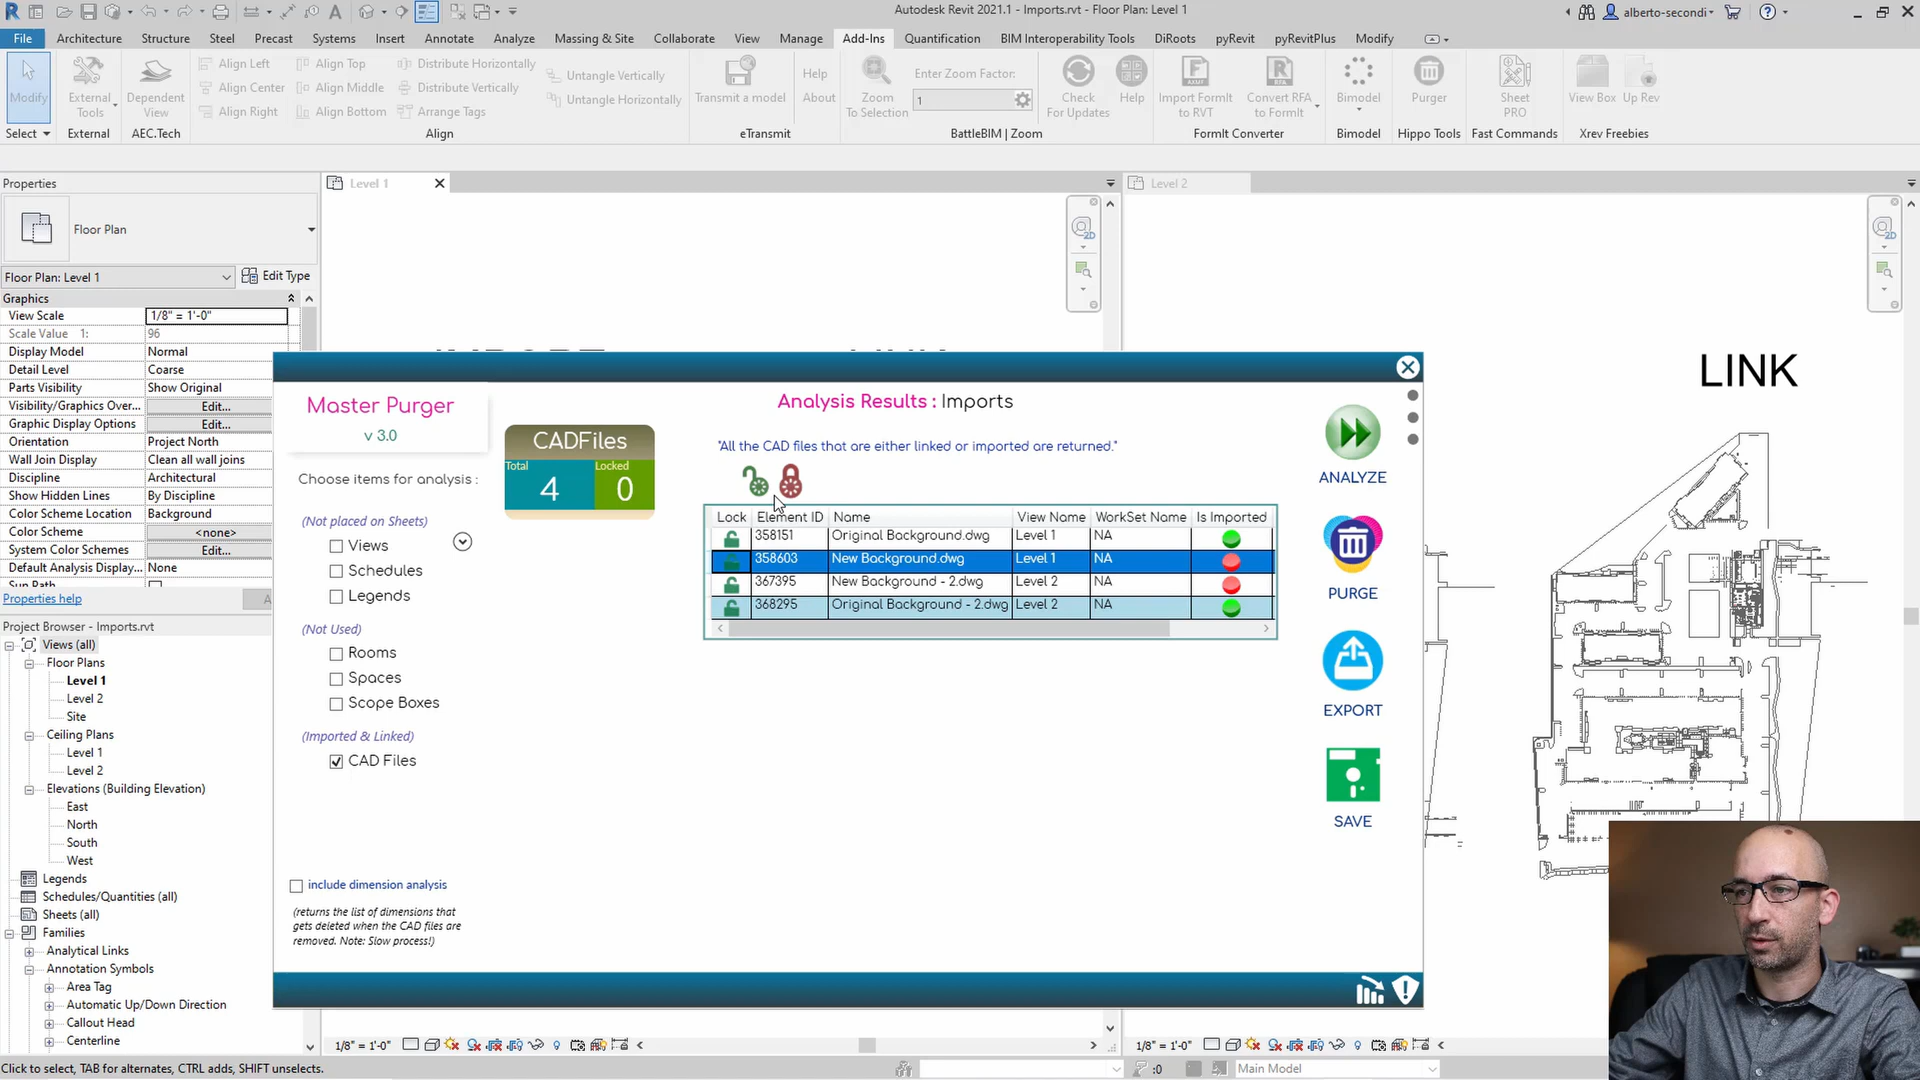 Autodesk Revit 2021.1 - Imports.rvt - Floor Plan: Level 1
alberto-secondi
File Architecture Structure Steel Precast Systems Insert Annotate Analyze Massing & Site Collaborate View Manage Add-Ins Quantification BIM Interoperability Tools DiRoots pyRevit pyRevitPlus Modify
Modify
Select
External Tools
External
Dependent View
AEC.Tech
Align Left Align Top Distribute Horizontally Untangle Vertically
Align Center Align Middle Distribute Vertically Untangle Horizontally
Align Right Align Bottom Arrange Tags
Align
Transmit a model
Help
About
eTransmit
Zoom To Selection
Enter Zoom Factor:
1
Check For Updates
Help
BattleBIM | Zoom
Import FormIt to RVT
Convert RFA to FormIt
FormIt Converter
Bimodel
Bimodel
Purger
Hippo Tools
Sheet PRO
Fast Commands
View Box Up Rev
Xrev Freebies
Properties
Level 1
Level 2
Floor Plan
Floor Plan: Level 1
Edit Type
Graphics
View Scale 1/8" = 1'-0"
Scale Value 1: 96
Display Model Normal
Detail Level Coarse
Parts Visibility Show Original
Visibility/Graphics Over... Edit...
Graphic Display Options Edit...
Orientation Project North
Wall Join Display Clean all wall joins
Discipline Architectural
Show Hidden Lines By Discipline
Color Scheme Location Background
Color Scheme <none>
System Color Schemes Edit...
Default Analysis Display... None
Sun Path
Properties help
Project Browser - Imports.rvt
Views (all)
Floor Plans
Level 1
Level 2
Site
Ceiling Plans
Level 1
Level 2
Elevations (Building Elevation)
East
North
South
West
Legends
Schedules/Quantities (all)
Sheets (all)
Families
Analytical Links
Annotation Symbols
Area Tag
Automatic Up/Down Direction
Callout Head
Centerline
Master Purger
v 3.0
Choose items for analysis :
(Not placed on Sheets)
Views
Schedules
Legends
(Not Used)
Rooms
Spaces
Scope Boxes
(Imported & Linked)
CAD Files
include dimension analysis
(returns the list of dimensions that
gets deleted when the CAD files are
removed. Note: Slow process!)
CADFiles
Total Locked
4 0
Analysis Results : Imports
"All the CAD files that are either linked or imported are returned."
Lock Element ID Name View Name WorkSet Name Is Imported
358151 Original Background.dwg Level 1 NA
358603 New Background.dwg Level 1 NA
367395 New Background - 2.dwg Level 2 NA
368295 Original Background - 2.dwg Level 2 NA
ANALYZE
PURGE
EXPORT
SAVE
LINK
2D
2D
1/8" = 1'-0"
1/8" = 1'-0"
Click to select, TAB for alternates, CTRL adds, SHIFT unselects.
:0
Main Model